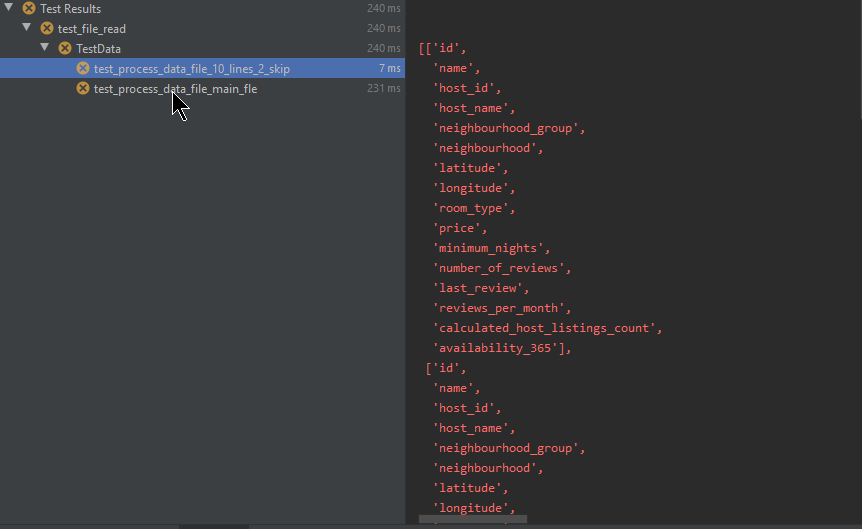 Test Results 240 ms
test_file_read 240 ms
TestData 240 ms
test_process_data_file_10_lines_2_skip 7 ms
test_process_data_file_main_fle 231 ms
[['id',
'name',
'host_id',
'host_name',
'neighbourhood_group',
'neighbourhood',
'latitude',
'longitude',
'room_type',
'price',
'minimum_nights',
'number_of_reviews',
'last_review',
'reviews_per_month',
'calculated_host_listings_count',
'availability_365'],
['id',
'name',
'host_id',
'host_name',
'neighbourhood_group',
'neighbourhood',
'latitude',
'longitude',